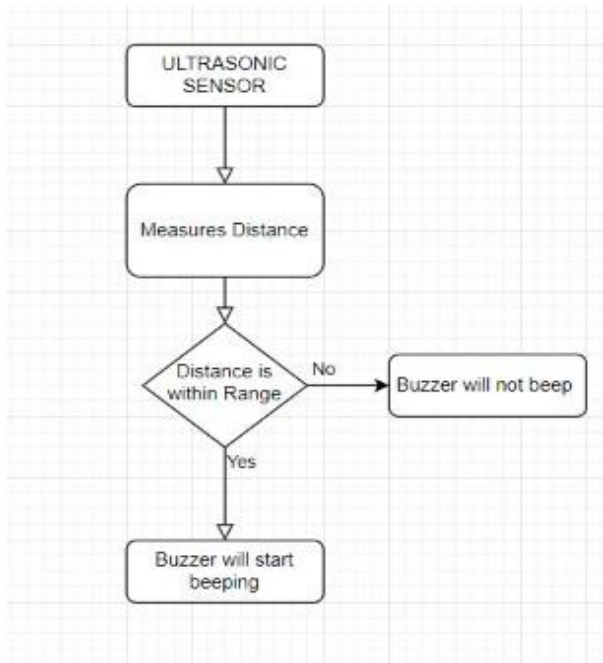 ULTRASONIC
SENSOR
Measures Distance
Distance is
within Range
No
Buzzer will not beep
Yes
Buzzer will start
beeping